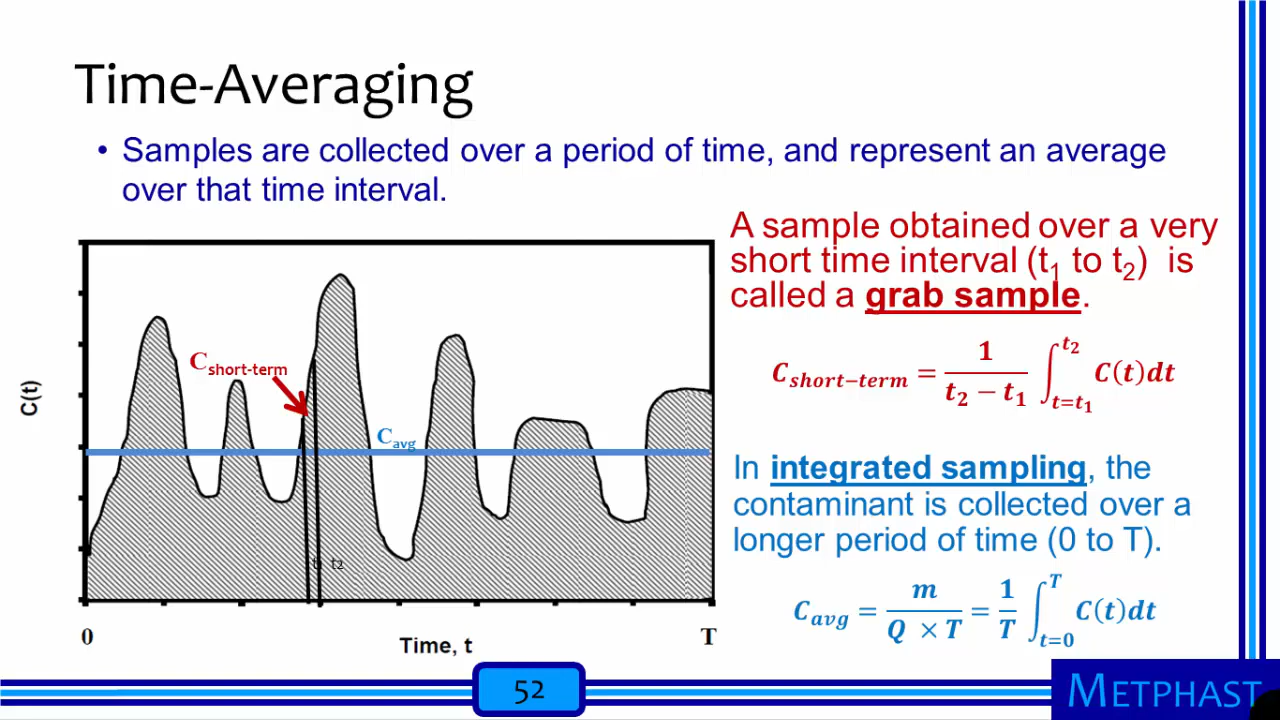 Time-Averaging
• Samples are collected over a period of time, and represent an average
over that time interval.
A sample obtained over a very
short time interval (t₁ to t₂) is
called a grab sample.
C_short-term = 1/(t₂ − t₁) ∫_{t=t₁}^{t₂} C(t)dt
In integrated sampling, the
contaminant is collected over a
longer period of time (0 to T).
C_avg = m/(Q × T) = 1/T ∫_{t=0}^{T} C(t)dt
C(t)
C_short-term
C_avg
t2
0
T
Time, t
52
METPHAST